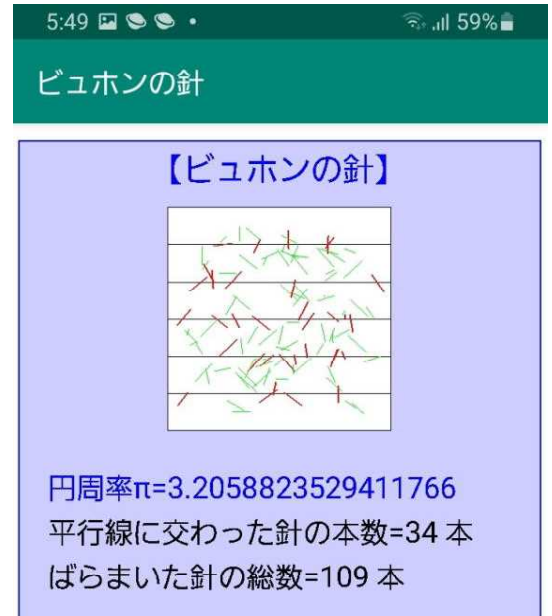 5:49 59%
ビュホンの針
【ビュホンの針】
円周率π=3.2058823529411766
平行線に交わった針の本数=34 本
ばらまいた針の総数=109 本